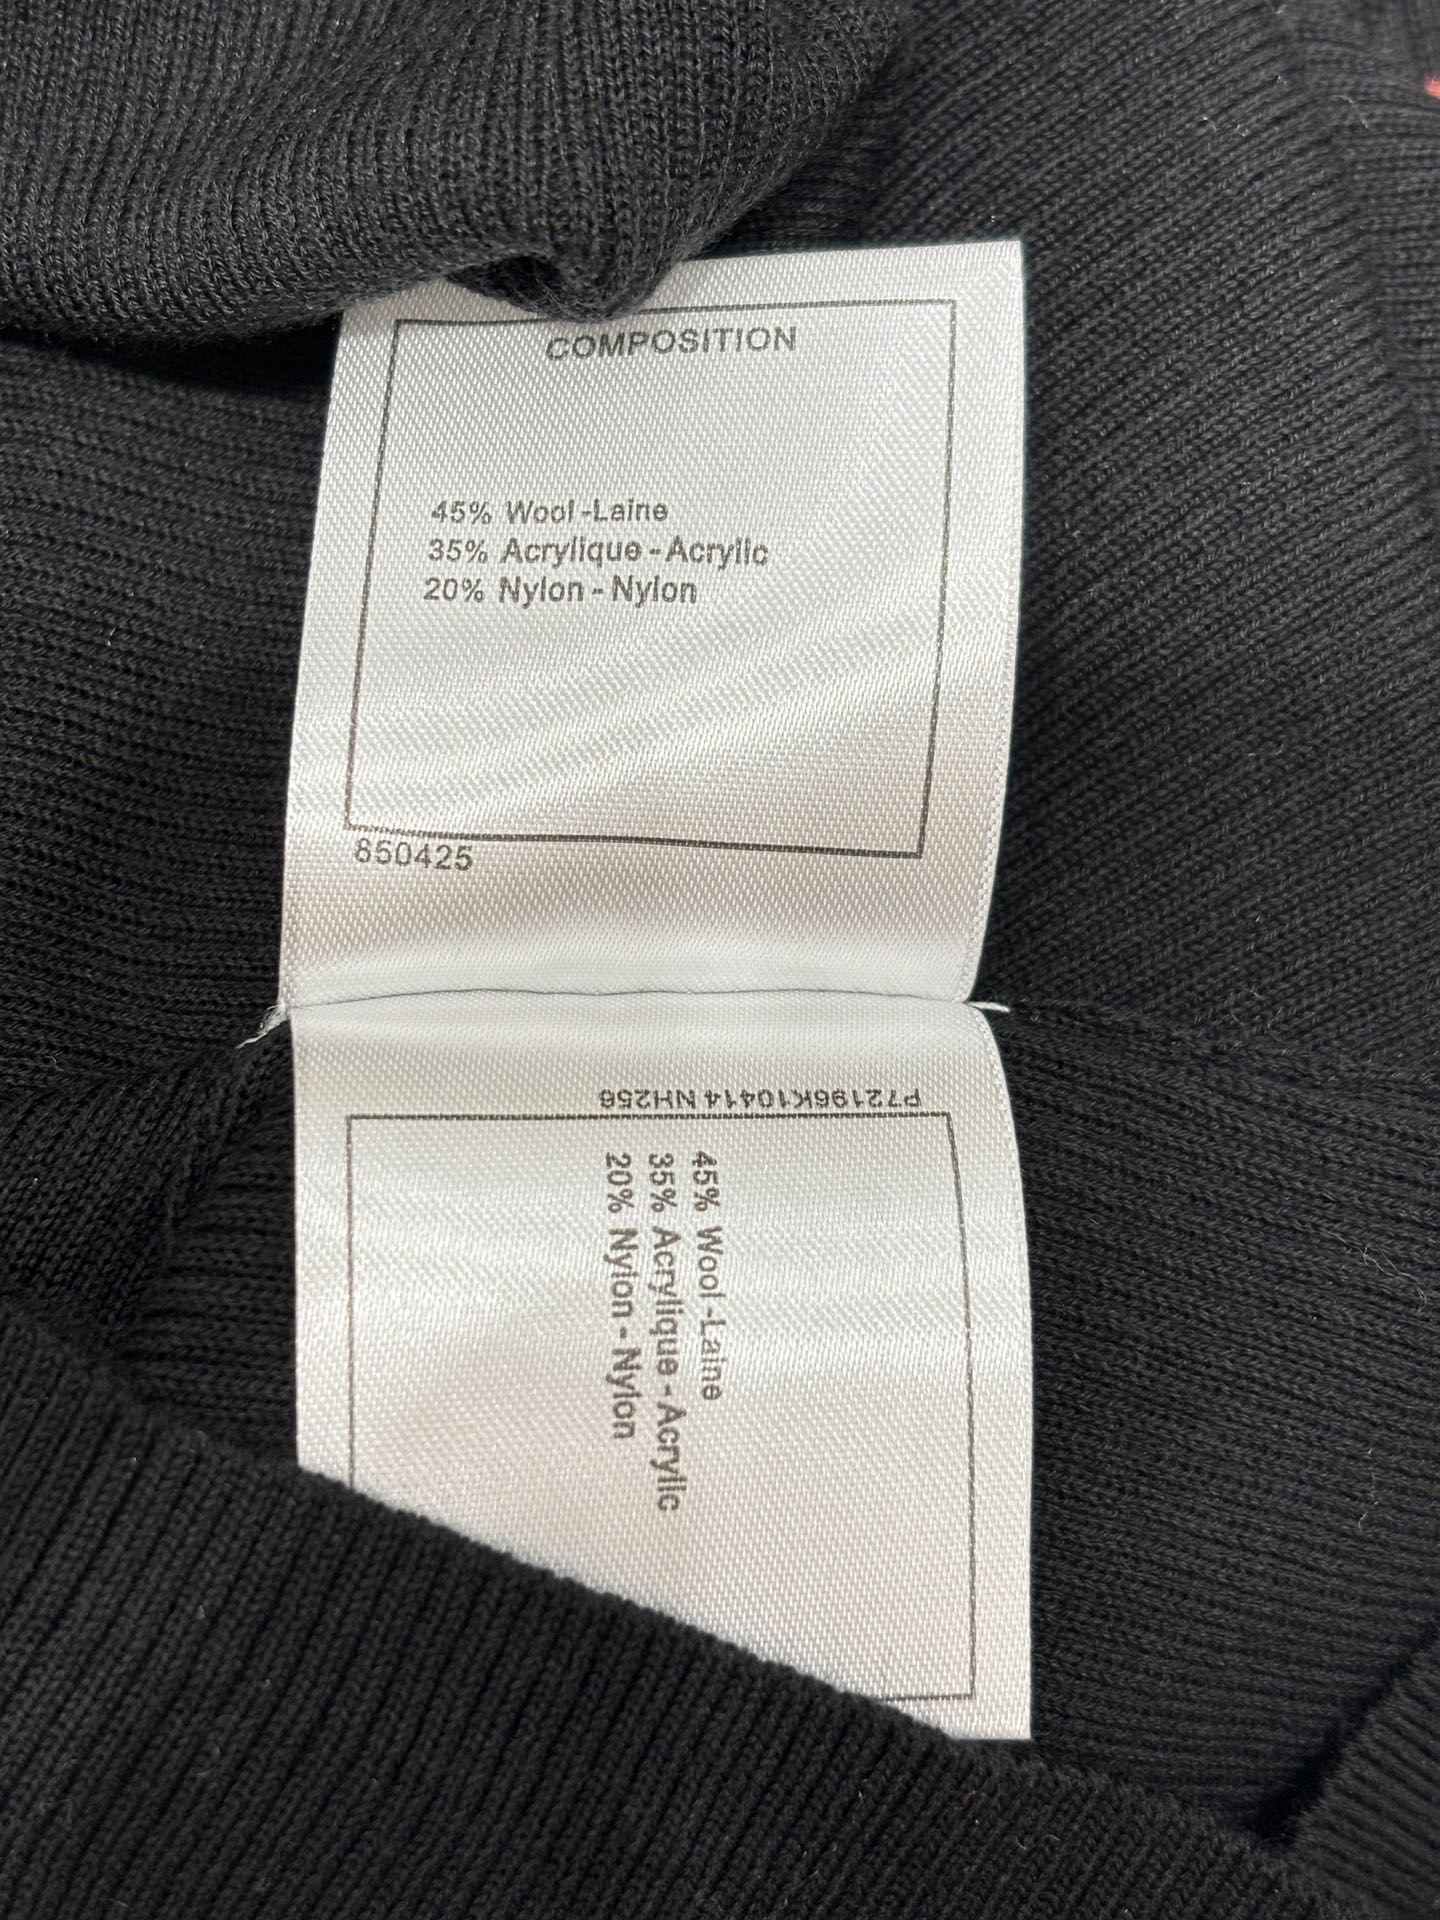 COMPOSITION
45% Wool -Laine
35% Acrylique - Acrylic
20% Nylon - Nylon
650425
P72196K10414 NH256
45% Wool -Laine
35% Acrylique - Acrylic
20% Nylon - Nylon